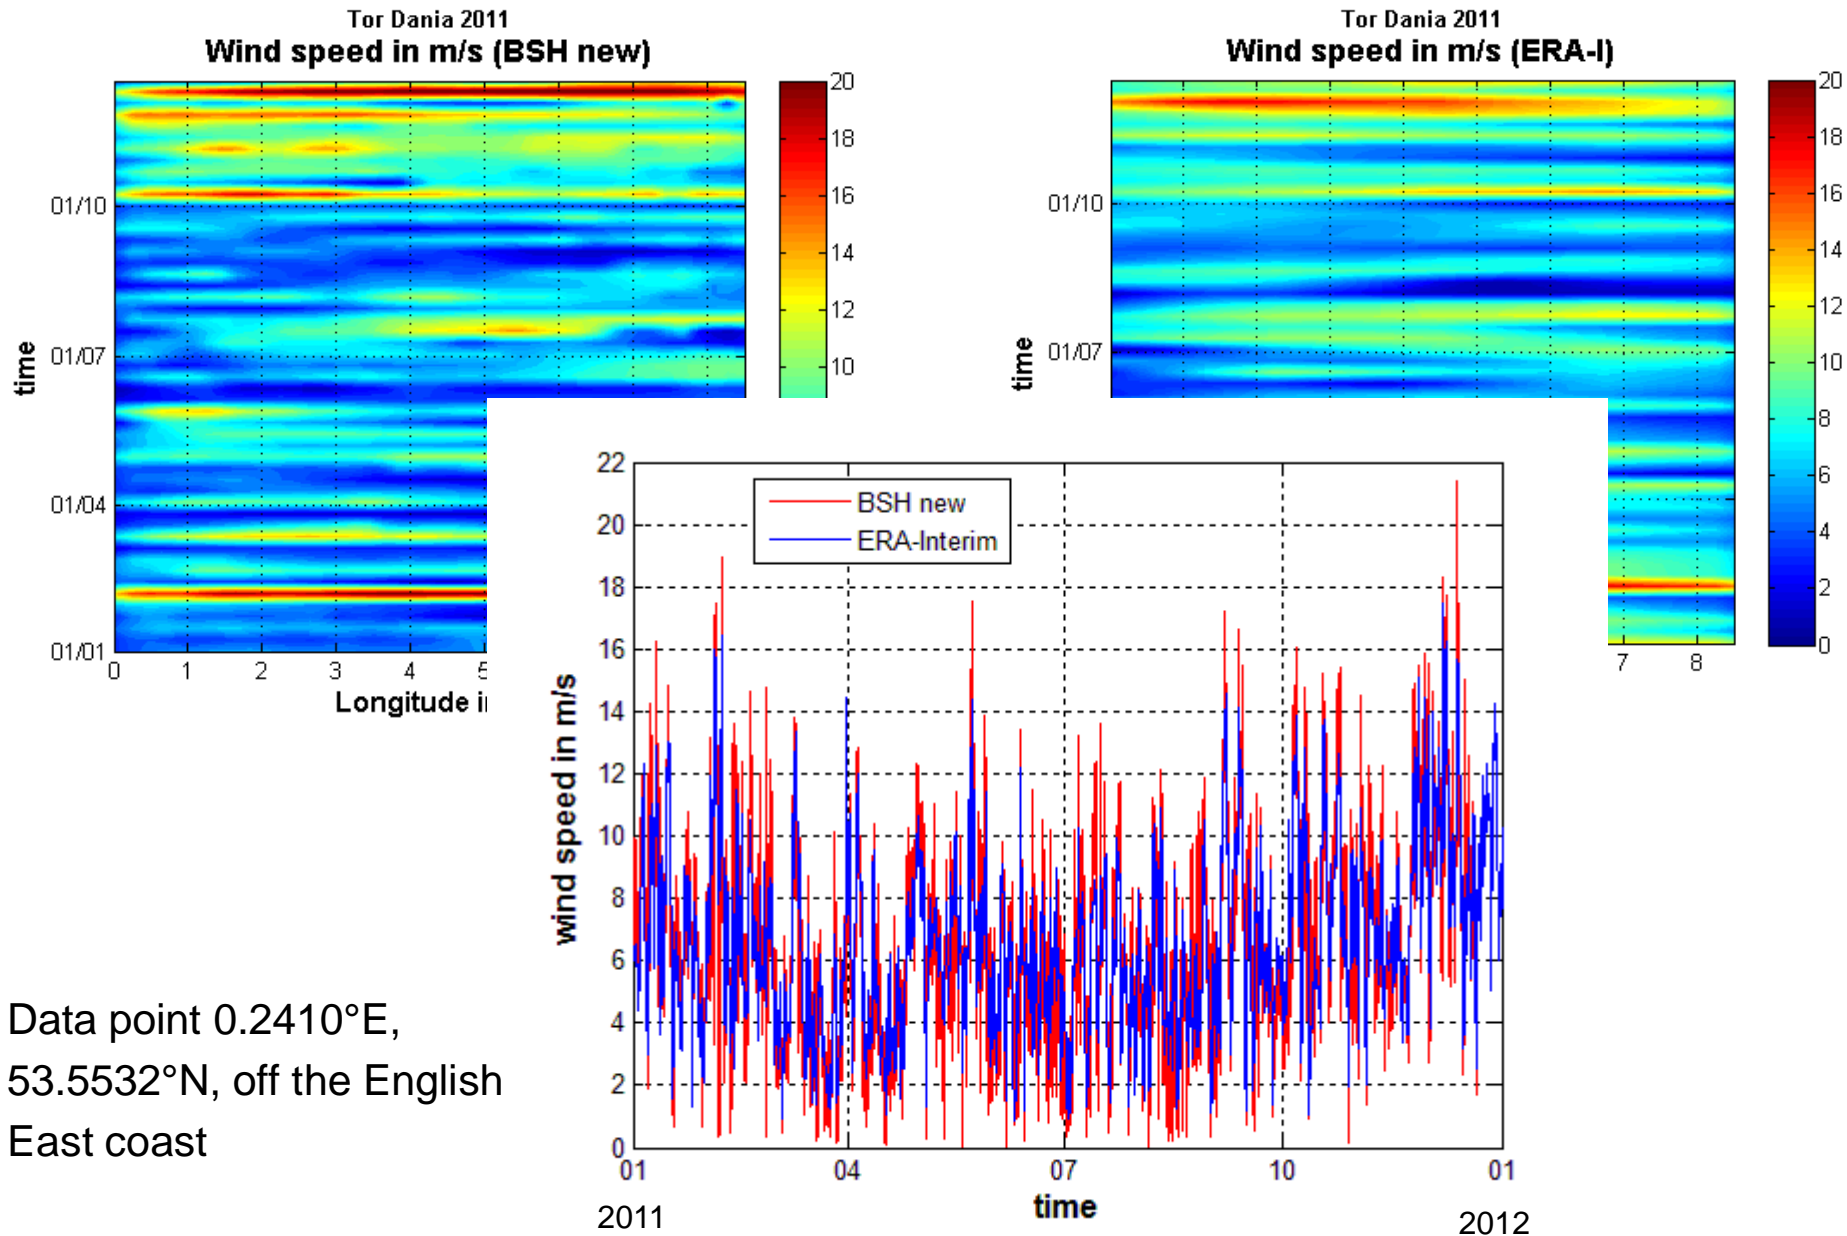 Tor Dania 2011
Wind speed in m/s (BSH new)
20
18
16
14
12
10
01/10
01/07
01/04
01/01
time
0 1 2 3 4 5
Longitude i
Tor Dania 2011
Wind speed in m/s (ERA-I)
20
18
16
14
12
10
8
6
4
2
0
01/10
01/07
time
7 8
22
20
18
16
14
12
10
8
6
4
2
0
wind speed in m/s
BSH new
ERA-Interim
01 04 07 10 01
time
2011 2012
Data point 0.2410°E,
53.5532°N, off the English
East coast